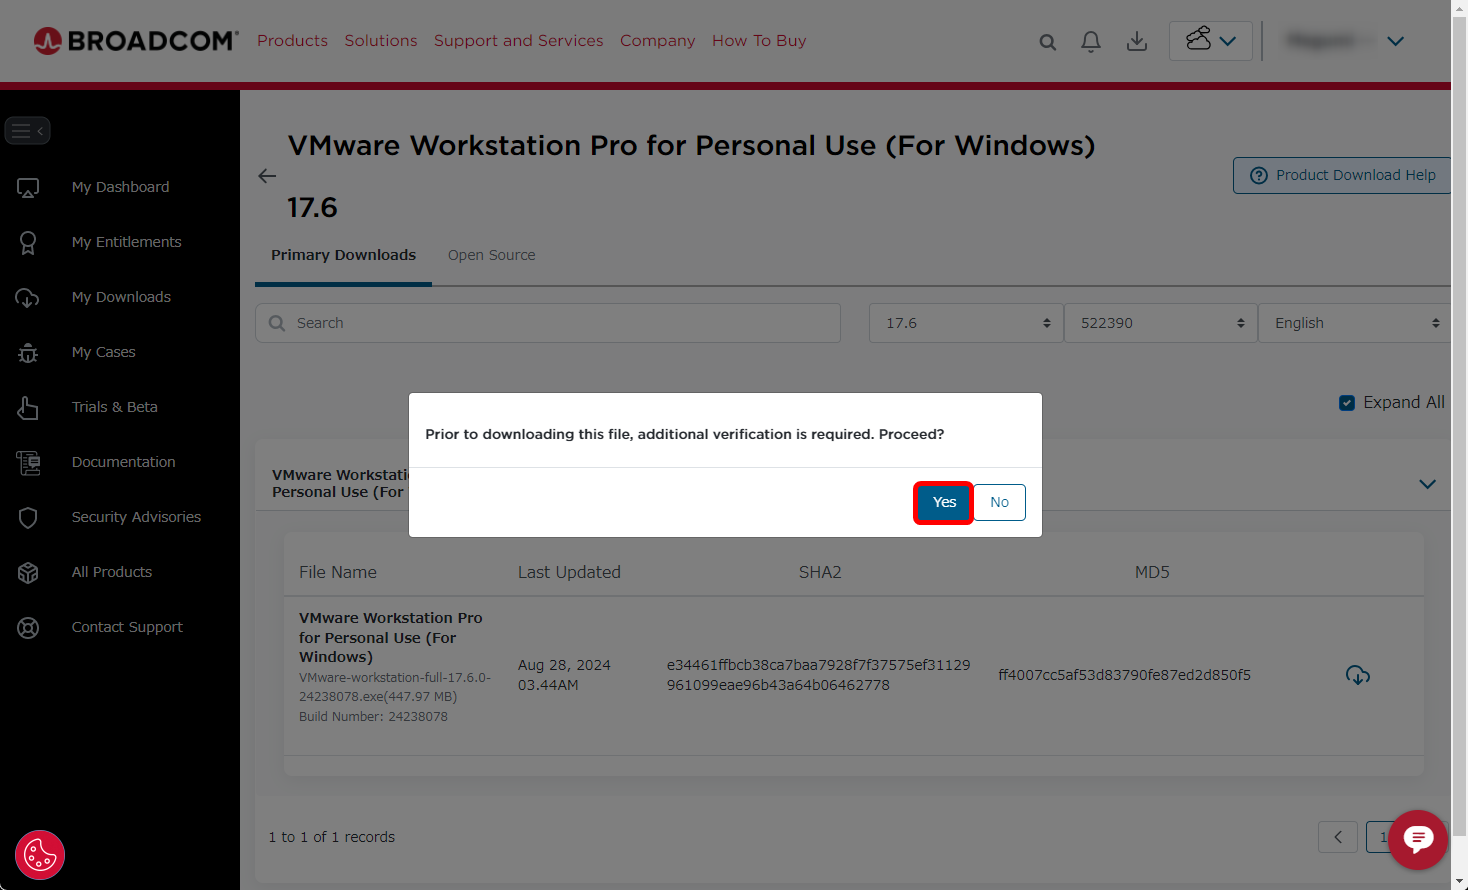 BROADCOM
Products Solutions Support and Services Company How To Buy
My Dashboard
My Entitlements
My Downloads
My Cases
Trials & Beta
Documentation
Security Advisories
All Products
Contact Support
VMware Workstation Pro for Personal Use (For Windows)
17.6
Product Download Help
Primary Downloads Open Source
Search 17.6 522390 English
Expand All
Prior to downloading this file, additional verification is required. Proceed?
Yes No
VMware Workstati
Personal Use (For
File Name Last Updated SHA2 MD5
VMware Workstation Pro
for Personal Use (For
Windows)
VMware-workstation-full-17.6.0-
24238078.exe(447.97 MB)
Build Number: 24238078
Aug 28, 2024
03.44AM
e34461ffbcb38ca7baa7928f7f37575ef31129
961099eae96b43a64b06462778
ff4007cc5af53d83790fe87ed2d850f5
1 to 1 of 1 records
1